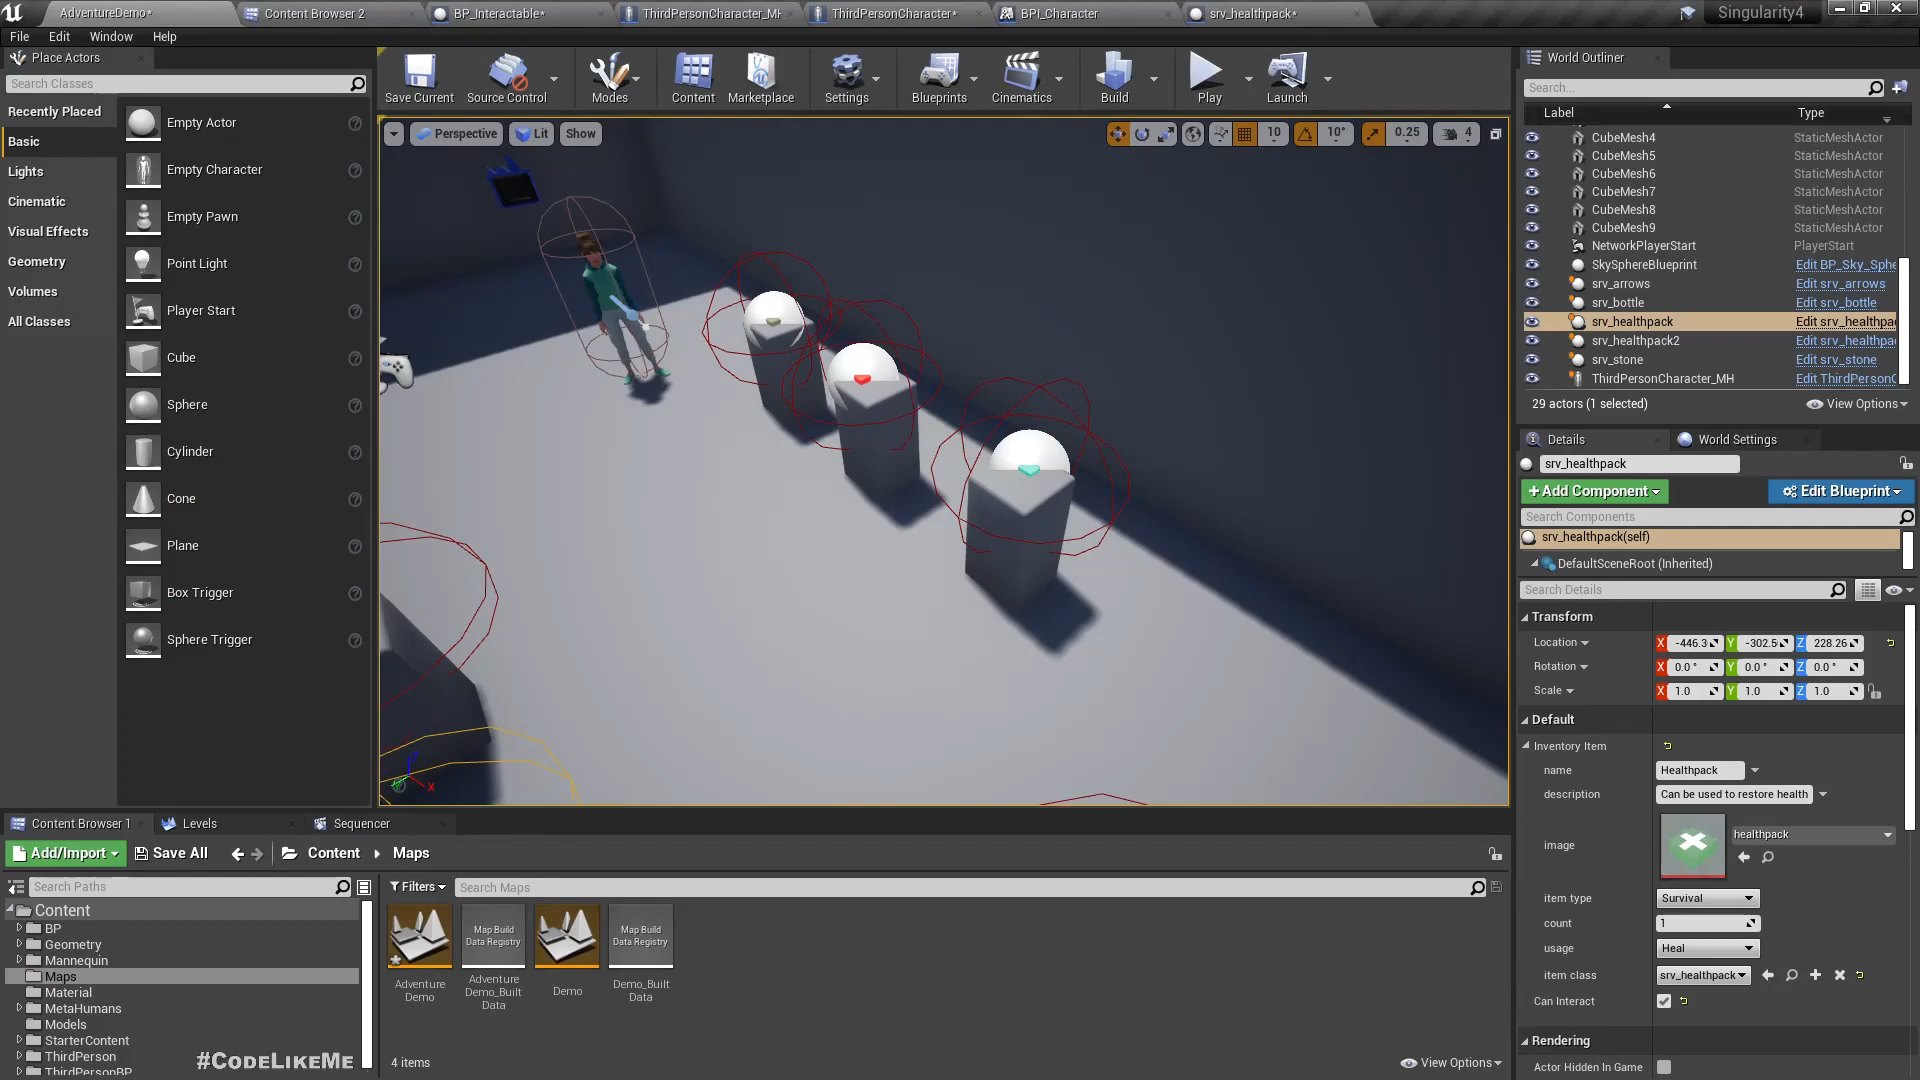 AdventureDemo*
Content Browser 2
BP_Interactable*
ThirdPersonCharacter_MH
ThirdPersonCharacter*
BPI_Character
srv_healthpack*
Singularity4
File
Edit
Window
Help
Place Actors
Search Classes
Recently Placed
Basic
Lights
Cinematic
Visual Effects
Geometry
Volumes
All Classes
Empty Actor
Empty Character
Empty Pawn
Point Light
Player Start
Cube
Sphere
Cylinder
Cone
Plane
Box Trigger
Sphere Trigger
Save Current
Source Control
Modes
Content
Marketplace
Settings
Blueprints
Cinematics
Build
Play
Launch
Perspective
Lit
Show
10
10°
0.25
4
X
World Outliner
Search...
Label
Type
CubeMesh4
StaticMeshActor
CubeMesh5
StaticMeshActor
CubeMesh6
StaticMeshActor
CubeMesh7
StaticMeshActor
CubeMesh8
StaticMeshActor
CubeMesh9
StaticMeshActor
NetworkPlayerStart
PlayerStart
SkySphereBlueprint
Edit BP_Sky_Sphe
srv_arrows
Edit srv_arrows
srv_bottle
Edit srv_bottle
srv_healthpack
Edit srv_healthpa
srv_healthpack2
Edit srv_healthpa
srv_stone
Edit srv_stone
ThirdPersonCharacter_MH
Edit ThirdPersonC
29 actors (1 selected)
View Options
Details
World Settings
srv_healthpack
+Add Component
Edit Blueprint
Search Components
srv_healthpack(self)
DefaultSceneRoot (Inherited)
Search Details
Transform
Location
X
-446.3
Y
-302.5
Z
228.26
Rotation
X
0.0 °
Y
0.0 °
Z
0.0 °
Scale
X
1.0
Y
1.0
Z
1.0
Default
Inventory Item
name
Healthpack
description
Can be used to restore health
image
healthpack
item type
Survival
count
1
usage
Heal
item class
srv_healthpack
Can Interact
Rendering
Actor Hidden In Game
Content Browser 1
Levels
Sequencer
Add/Import
Save All
Content
Maps
Search Paths
Filters
Search Maps
Content
BP
Geometry
Mannequin
Maps
Material
MetaHumans
Models
StarterContent
ThirdPerson
ThirdPersonBP
Map Build
Data Registry
Map Build
Data Registry
Adventure
Demo
Adventure
Demo_Built
Data
Demo
Demo_Built
Data
#CodeLikeMe
4 items
View Options